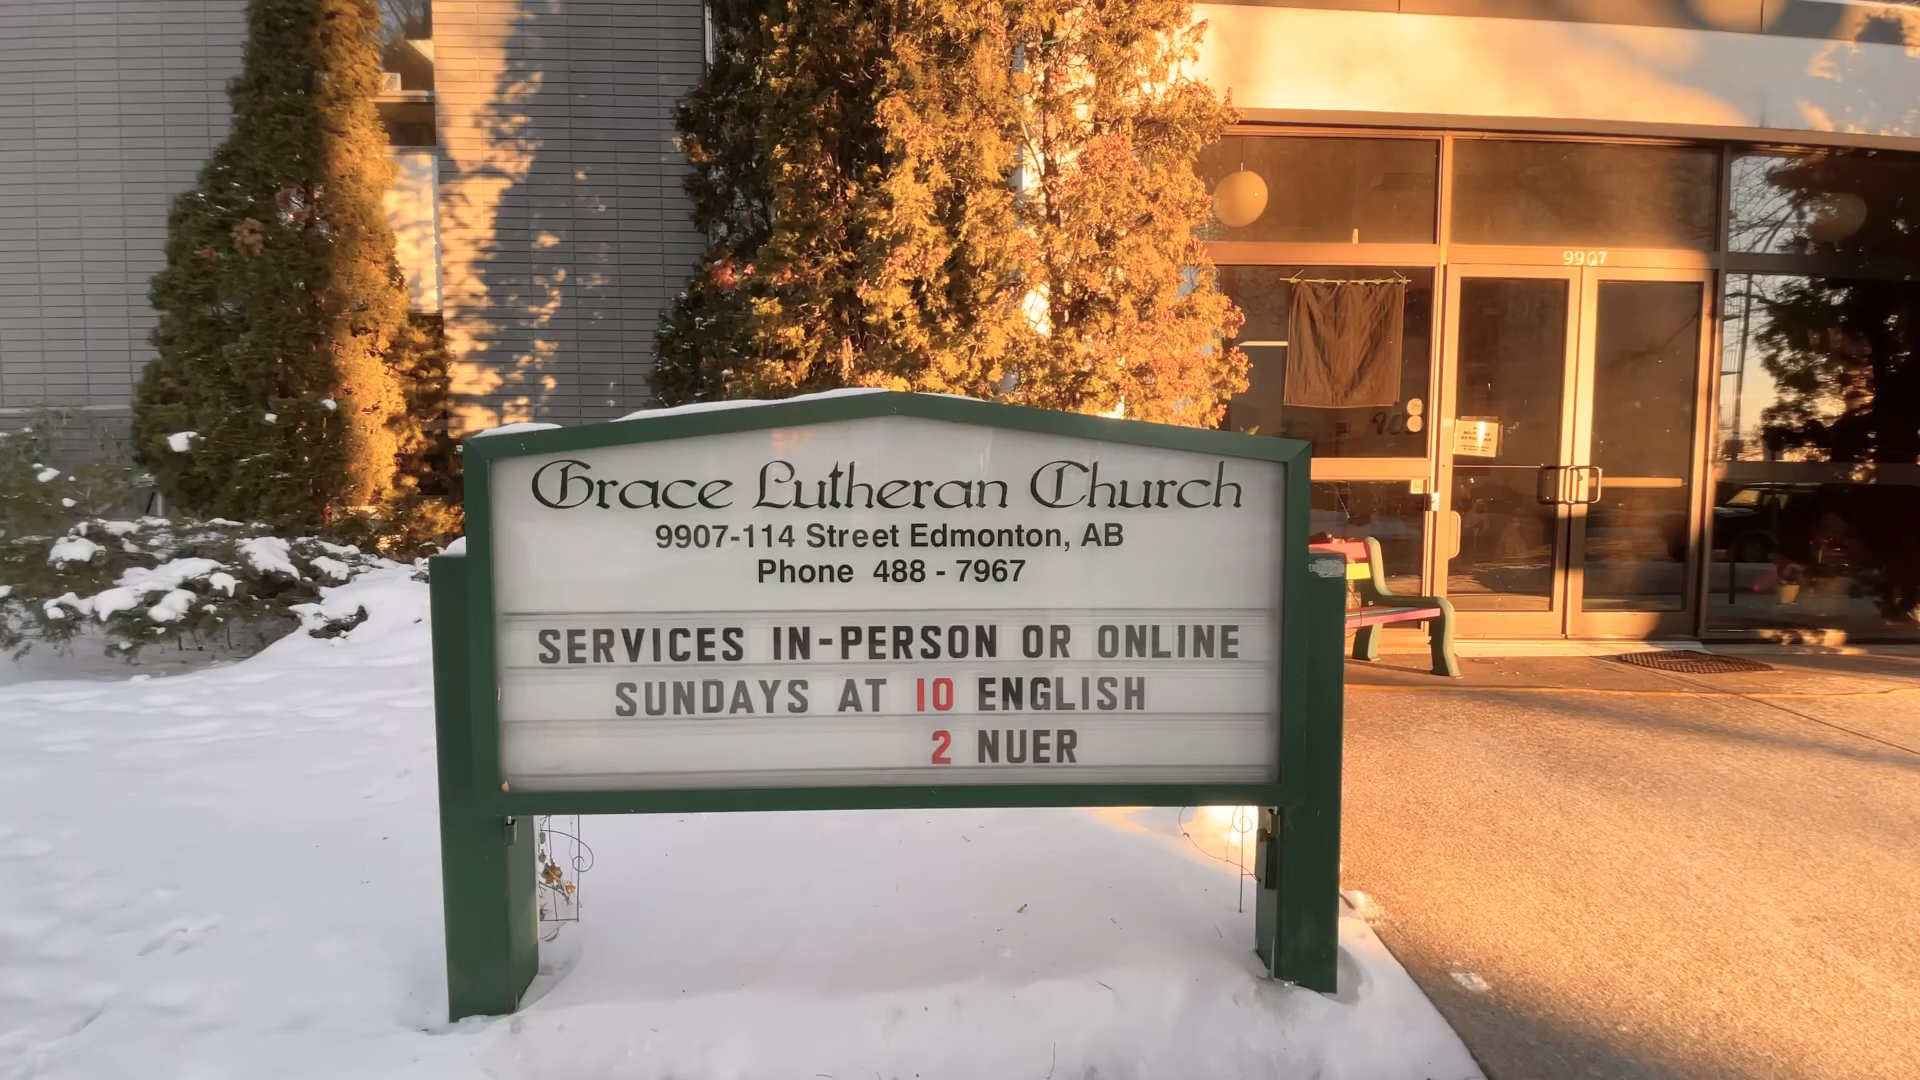 Grace Lutheran Church
9907-114 Street Edmonton, AB
Phone 488 - 7967
SERVICES IN-PERSON OR ONLINE
SUNDAYS AT 10 ENGLISH
2 NUER
9907